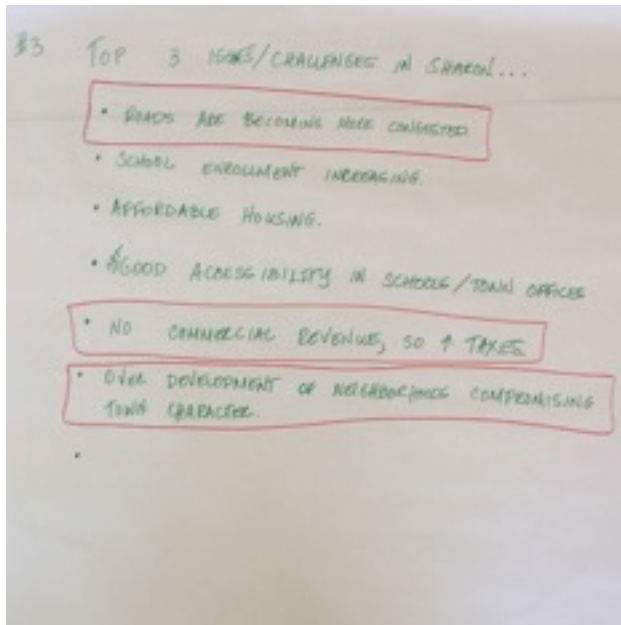 #3 TOP 3 ISSUES/CHALLENGES IN SHARON...
• ROADS ARE BECOMING MORE CONGESTED
• SCHOOL ENROLLMENT INCREASING.
• AFFORDABLE HOUSING.
• GOOD ACCESSIBILITY IN SCHOOLS/TOWN OFFICES
• NO COMMERCIAL REVENUE, SO ↑ TAXES
• OVER DEVELOPMENT OF NEIGHBORHOODS COMPROMISING
TOWN CHARACTER.
•